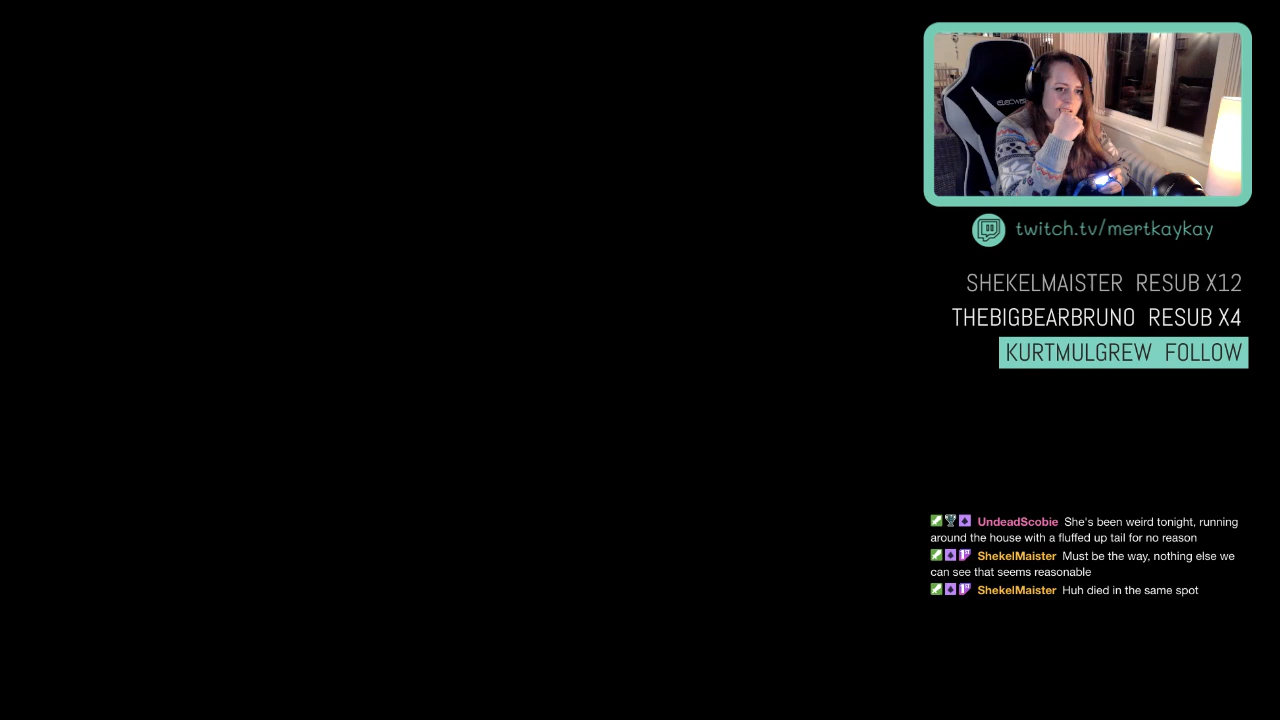 twitch.tv/mertkaykay
SHEKELMAISTER RESUB X12
THEBIGBEARBRUNO RESUB X4
KURTMULGREW FOLLOW
UndeadScobie She's been weird tonight, running
around the house with a fluffed up tail for no reason
ShekelMaister Must be the way, nothing else we
can see that seems reasonable
ShekelMaister Huh died in the same spot